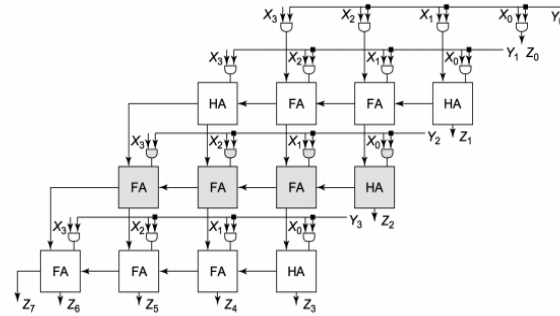 X3 X2 X1 X0 Y
X3 X2 X1 X0 Y1 Z0
HA FA FA HA
X3 X2 X1 X0 Y2 Z1
FA FA FA HA
X3 X2 X1 X0 Y3 Z2
FA FA FA HA
Z7 Z6 Z5 Z4 Z3